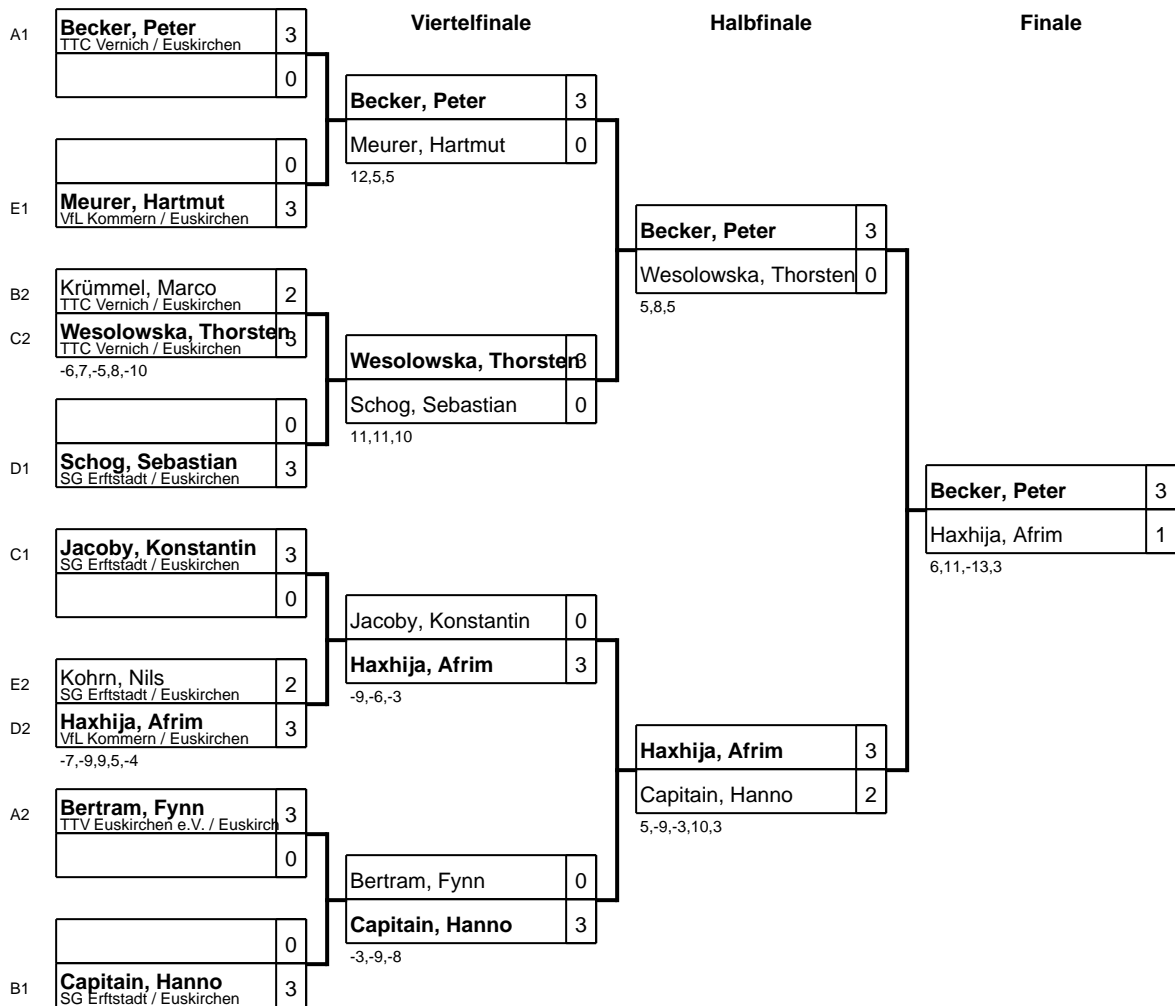 Viertelfinale
Halbfinale
Finale
A1
Becker, Peter
TTC Vernich / Euskirchen
3
0
0
E1
Meurer, Hartmut
VfL Kommern / Euskirchen
3
B2
Krümmel, Marco
TTC Vernich / Euskirchen
2
C2
Wesolowska, Thorsten
TTC Vernich / Euskirchen
3
-6,7,-5,8,-10
0
D1
Schog, Sebastian
SG Erftstadt / Euskirchen
3
C1
Jacoby, Konstantin
SG Erftstadt / Euskirchen
3
0
E2
Kohrn, Nils
SG Erftstadt / Euskirchen
2
D2
Haxhija, Afrim
VfL Kommern / Euskirchen
3
-7,-9,9,5,-4
A2
Bertram, Fynn
TTV Euskirchen e.V. / Euskirch
3
0
0
B1
Capitain, Hanno
SG Erftstadt / Euskirchen
3
Becker, Peter 3
Meurer, Hartmut 0
12,5,5
Wesolowska, Thorsten 3
Schog, Sebastian 0
11,11,10
Jacoby, Konstantin 0
Haxhija, Afrim 3
-9,-6,-3
Bertram, Fynn 0
Capitain, Hanno 3
-3,-9,-8
Becker, Peter 3
Wesolowska, Thorsten 0
5,8,5
Haxhija, Afrim 3
Capitain, Hanno 2
5,-9,-3,10,3
Becker, Peter 3
Haxhija, Afrim 1
6,11,-13,3